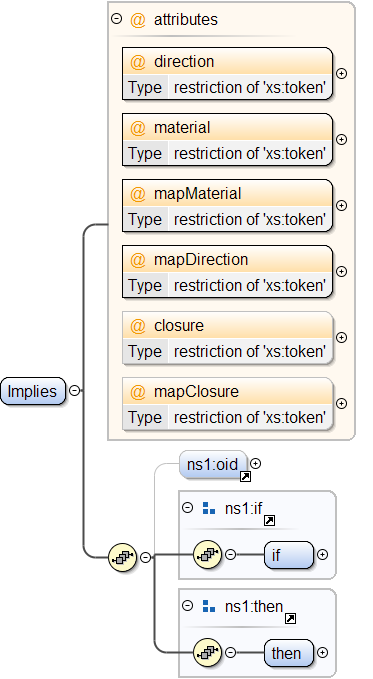 @ attributes
@ direction
Type restriction of 'xs:token'
@ material
Type restriction of 'xs:token'
@ mapMaterial
Type restriction of 'xs:token'
@ mapDirection
Type restriction of 'xs:token'
@ closure
Type restriction of 'xs:token'
@ mapClosure
Type restriction of 'xs:token'
Implies
ns1:oid
ns1:if
if
ns1:then
then